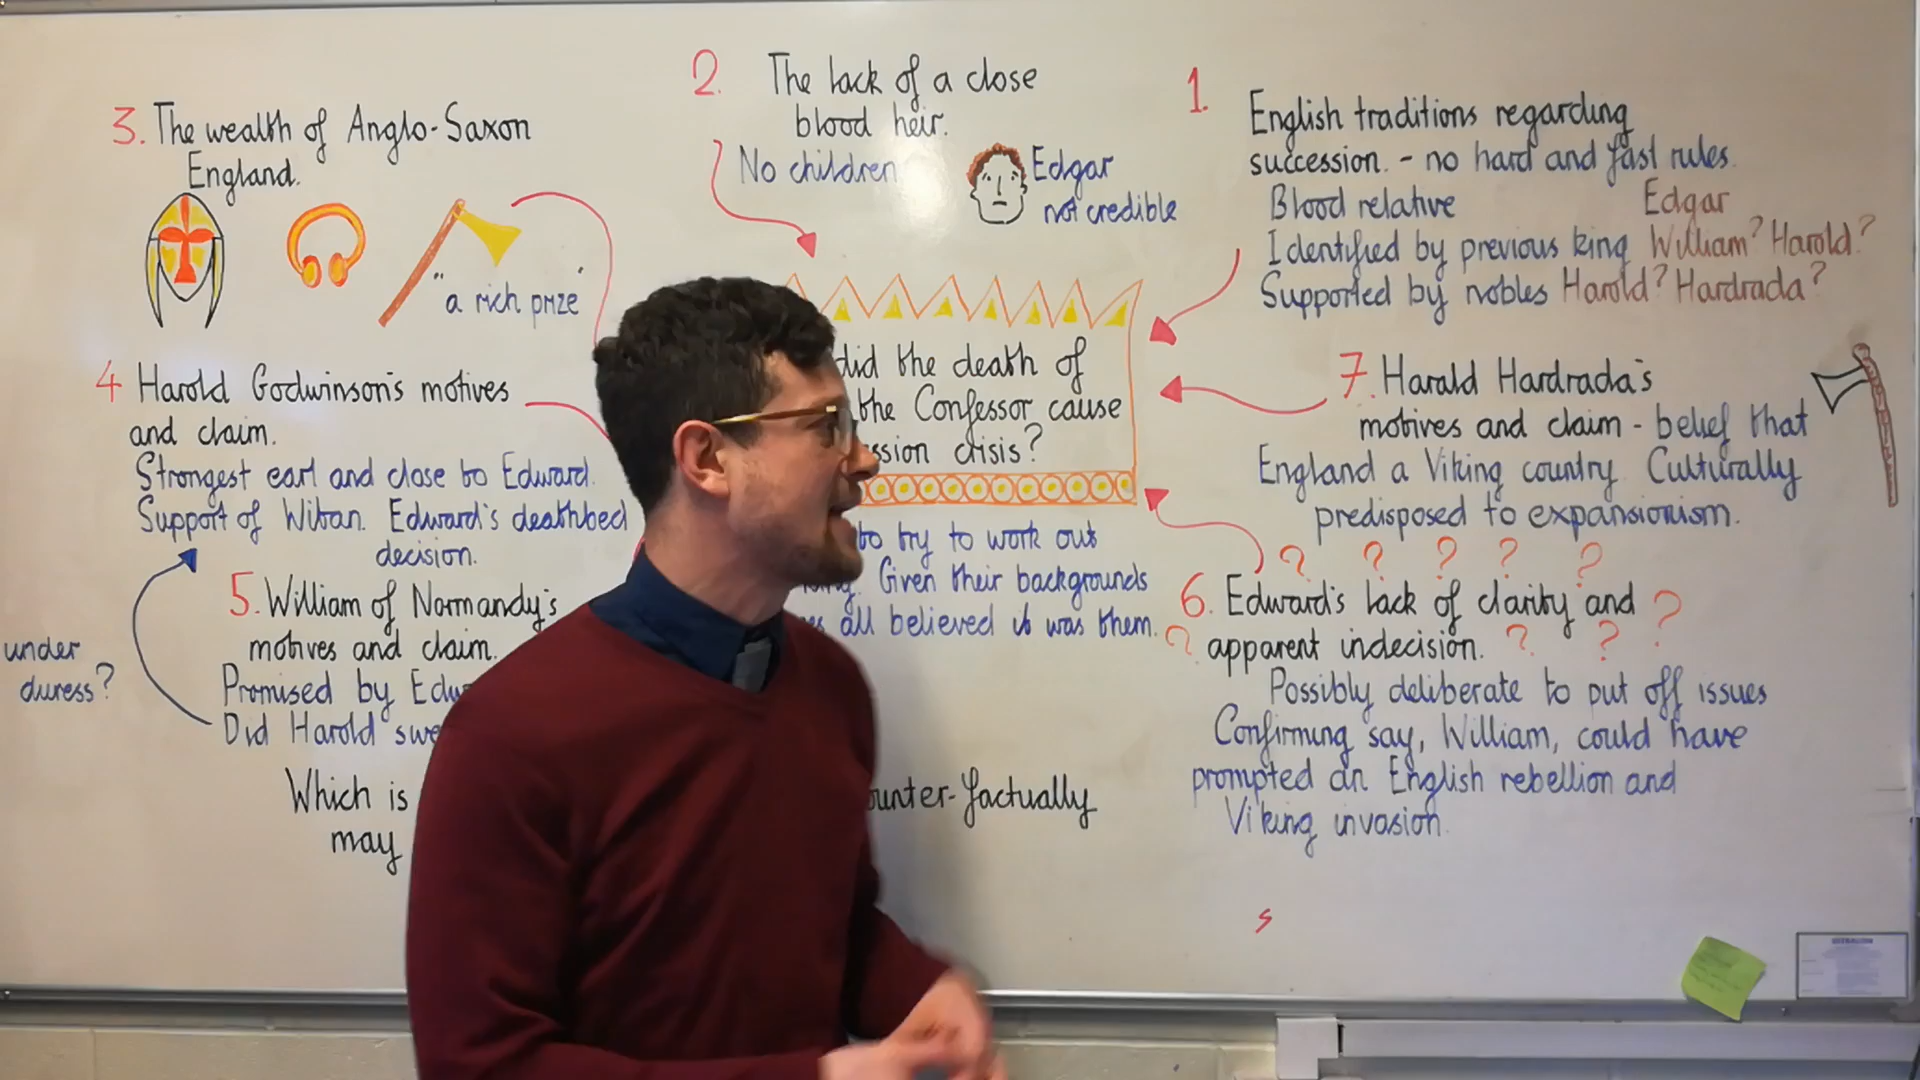 1.
English traditions regarding
succession. - no hard and fast rules.
Blood relative Edgar
Identified by previous king William? Harold?
Supported by nobles Harold? Hardrada?
2.
The lack of a close
blood heir.
No children
Edgar
not credible
3. The wealth of Anglo-Saxon
England.
"a rich prize"
4 Harold Godwinson's motives
and claim.
Strongest earl and close to Edward.
Support of Witan. Edward's deathbed
decision.
5. William of Normandy's
motives and claim.
Promised by Edw
Did Harold swe
under
duress?
6. Edward's lack of clarity and
apparent indecision.
? ? ? ? ? ? ? ? ? ?
Possibly deliberate to put off issues
Confirming say, William, could have
prompted an English rebellion and
Viking invasion.
7. Harald Hardrada's
motives and claim - belief that
England a Viking country. Culturally
predisposed to expansionism.
did the death of
the Confessor cause
ssion crisis?
to try to work out
king. Given their backgrounds
all believed it was them.
Which is
ounter-factually
may
s